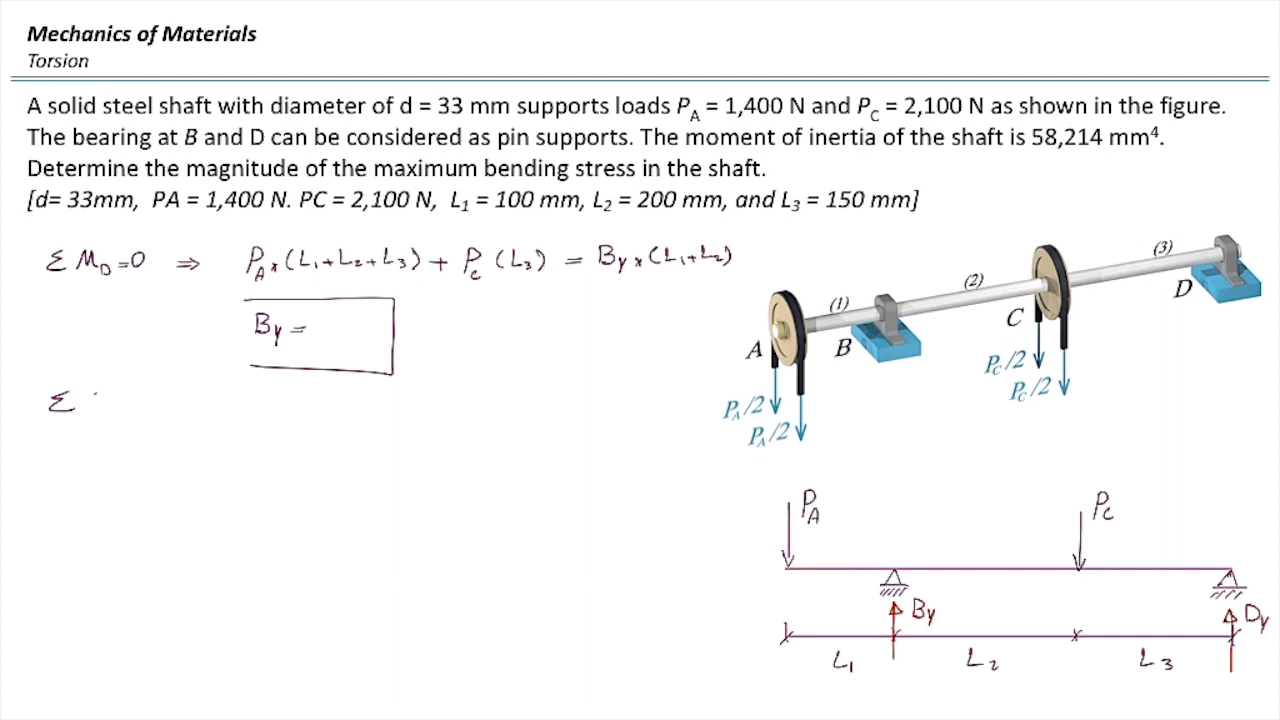 Mechanics of Materials
Torsion
A solid steel shaft with diameter of d = 33 mm supports loads P_A = 1,400 N and P_C = 2,100 N as shown in the figure.
The bearing at B and D can be considered as pin supports. The moment of inertia of the shaft is 58,214 mm⁴.
Determine the magnitude of the maximum bending stress in the shaft.
[d= 33mm, PA = 1,400 N. PC = 2,100 N, L₁ = 100 mm, L₂ = 200 mm, and L₃ = 150 mm]
Σ M_D=0 ⇒ P_A × (L₁+L₂+L₃) + P_C (L₃) = By × (L₁+L₂)
By =
Σ
(1)
(2)
(3)
A
B
C
D
P_A/2
P_A/2
P_C/2
P_C/2
P_A
P_C
By
Dy
L₁
L₂
L₃